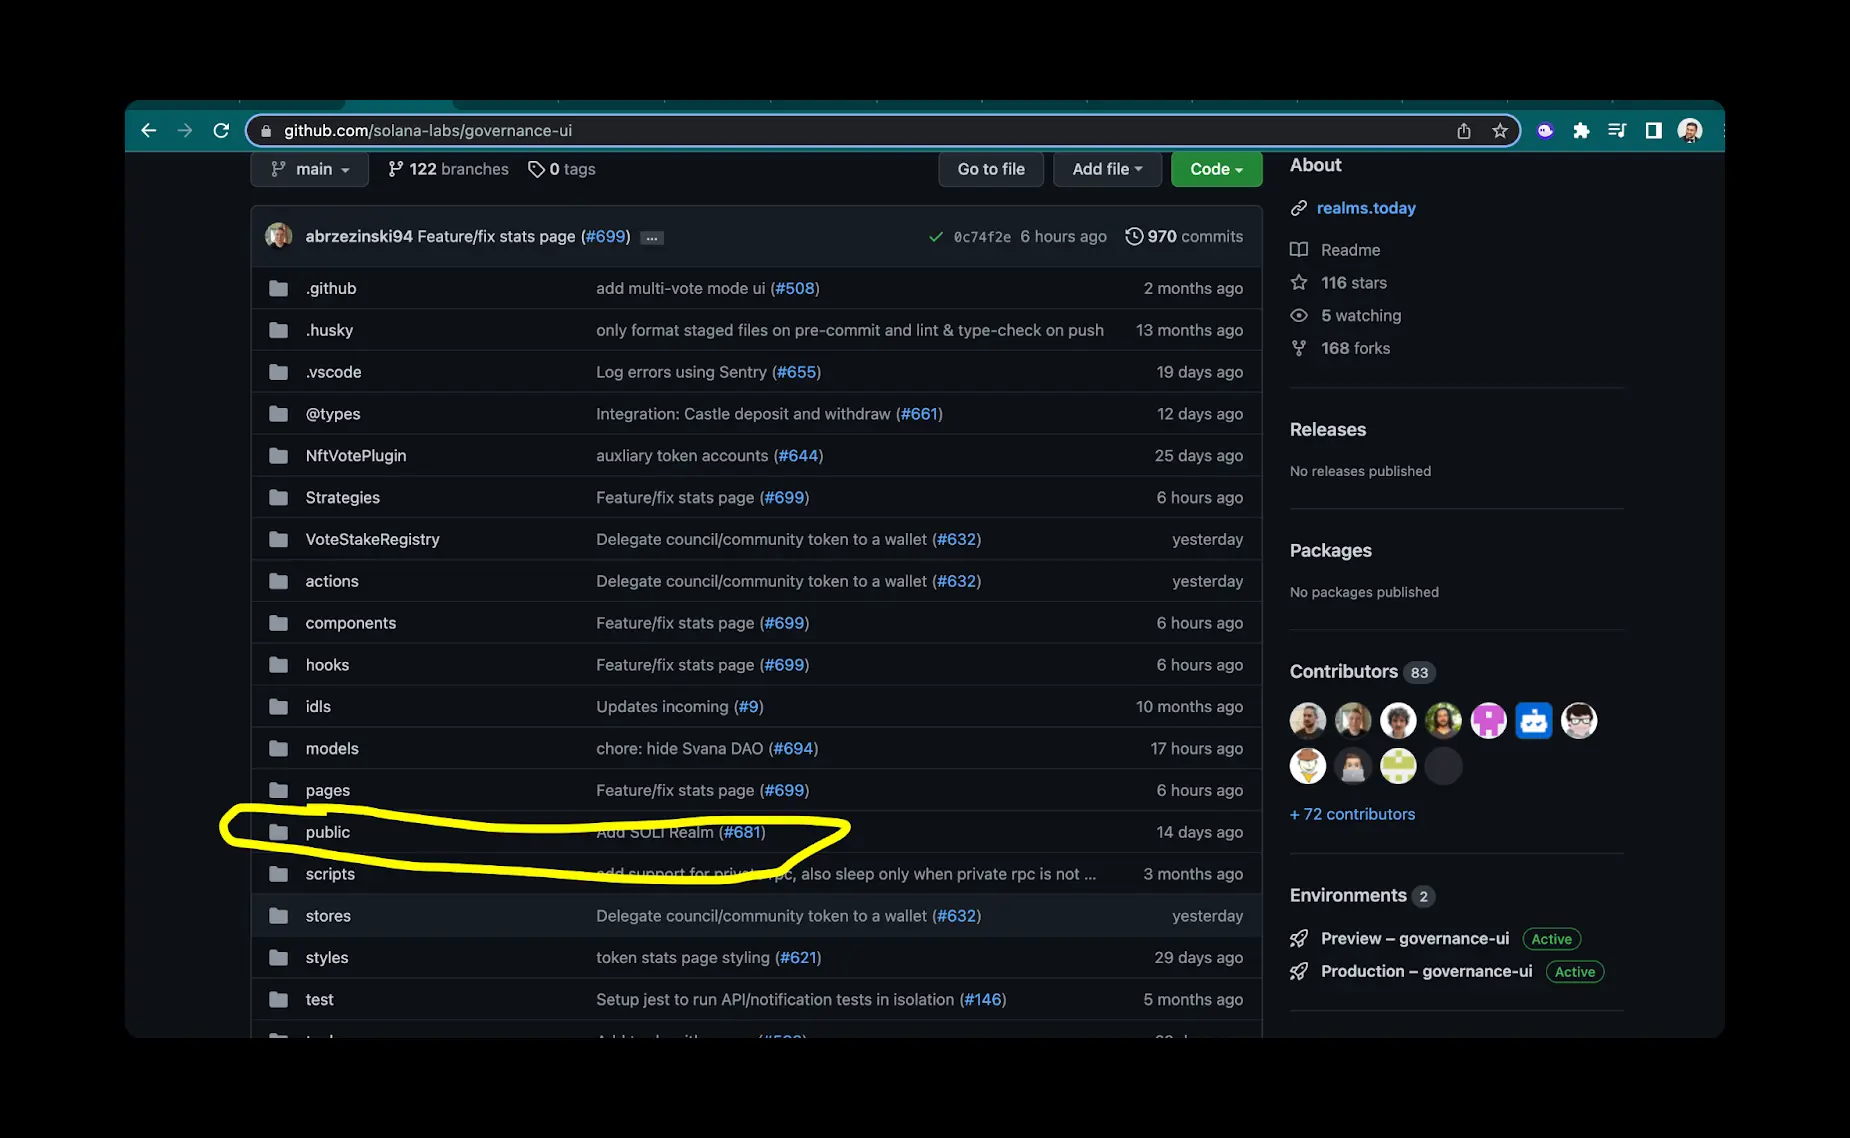 github.com/solana-labs/governance-ui
main
122 branches
0 tags
Go to file
Add file
Code
abrzezinski94 Feature/fix stats page (#699) ...
0c74f2e 6 hours ago
970 commits
.github add multi-vote mode ui (#508) 2 months ago
.husky only format staged files on pre-commit and lint & type-check on push 13 months ago
.vscode Log errors using Sentry (#655) 19 days ago
@types Integration: Castle deposit and withdraw (#661) 12 days ago
NftVotePlugin auxliary token accounts (#644) 25 days ago
Strategies Feature/fix stats page (#699) 6 hours ago
VoteStakeRegistry Delegate council/community token to a wallet (#632) yesterday
actions Delegate council/community token to a wallet (#632) yesterday
components Feature/fix stats page (#699) 6 hours ago
hooks Feature/fix stats page (#699) 6 hours ago
idls Updates incoming (#9) 10 months ago
models chore: hide Svana DAO (#694) 17 hours ago
pages Feature/fix stats page (#699) 6 hours ago
public Add SOLI Realm (#681) 14 days ago
scripts add support for private rpc, also sleep only when private rpc is not ... 3 months ago
stores Delegate council/community token to a wallet (#632) yesterday
styles token stats page styling (#621) 29 days ago
test Setup jest to run API/notification tests in isolation (#146) 5 months ago
About
realms.today
Readme
116 stars
5 watching
168 forks
Releases
No releases published
Packages
No packages published
Contributors 83
+ 72 contributors
Environments 2
Preview – governance-ui Active
Production – governance-ui Active